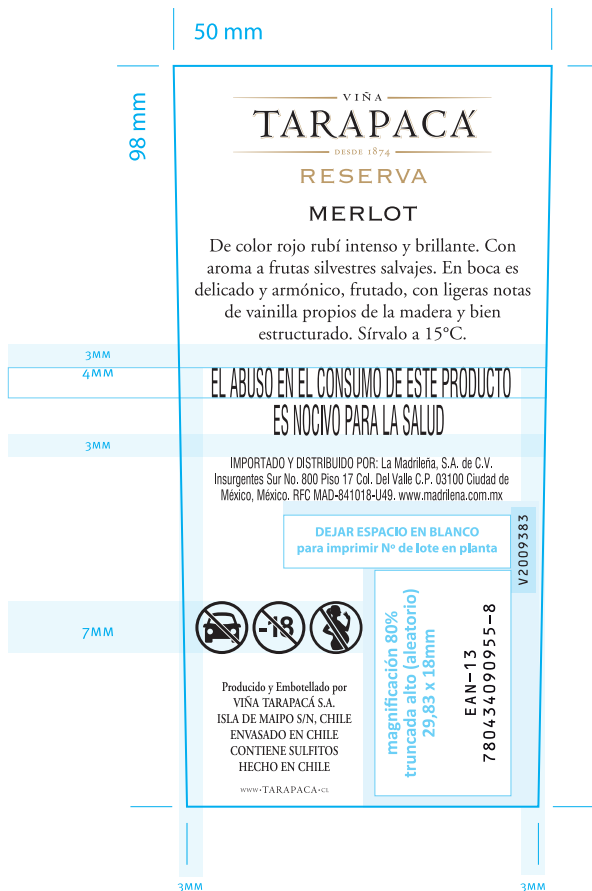 50 mm
98 mm
VIÑA
TARAPACÁ
DESDE 1874
RESERVA
MERLOT
De color rojo rubí intenso y brillante. Con
aroma a frutas silvestres salvajes. En boca es
delicado y armónico, frutado, con ligeras notas
de vainilla propios de la madera y bien
estructurado. Sírvalo a 15°C.
3MM
4MM
EL ABUSO EN EL CONSUMO DE ESTE PRODUCTO
ES NOCIVO PARA LA SALUD
3MM
IMPORTADO Y DISTRIBUIDO POR: La Madrileña, S.A. de C.V.
Insurgentes Sur No. 800 Piso 17 Col. Del Valle C.P. 03100 Ciudad de
México, México. RFC MAD-841018-U49. www.madrilena.com.mx
DEJAR ESPACIO EN BLANCO
para imprimir Nº de lote en planta
V2009383
7MM
-18
magnificación 80%
truncada alto (aleatorio)
29,83 x 18mm
EAN-13
780434090955-8
Producido y Embotellado por
VIÑA TARAPACÁ S.A.
ISLA DE MAIPO S/N, CHILE
ENVASADO EN CHILE
CONTIENE SULFITOS
HECHO EN CHILE
WWW•TARAPACA•CL
3MM
3MM